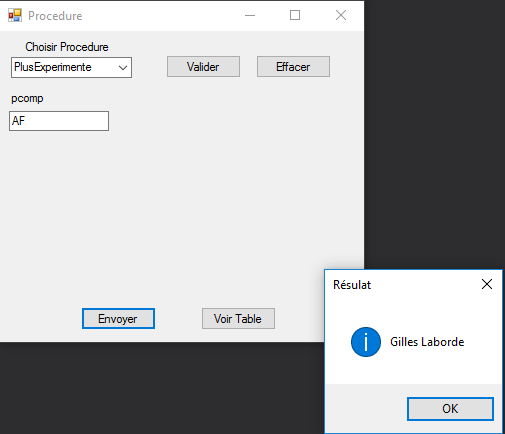 Procedure
Choisir Procedure
PlusExperimente
Valider
Effacer
pcomp
AF
Envoyer
Voir Table
Résulat
Gilles Laborde
OK